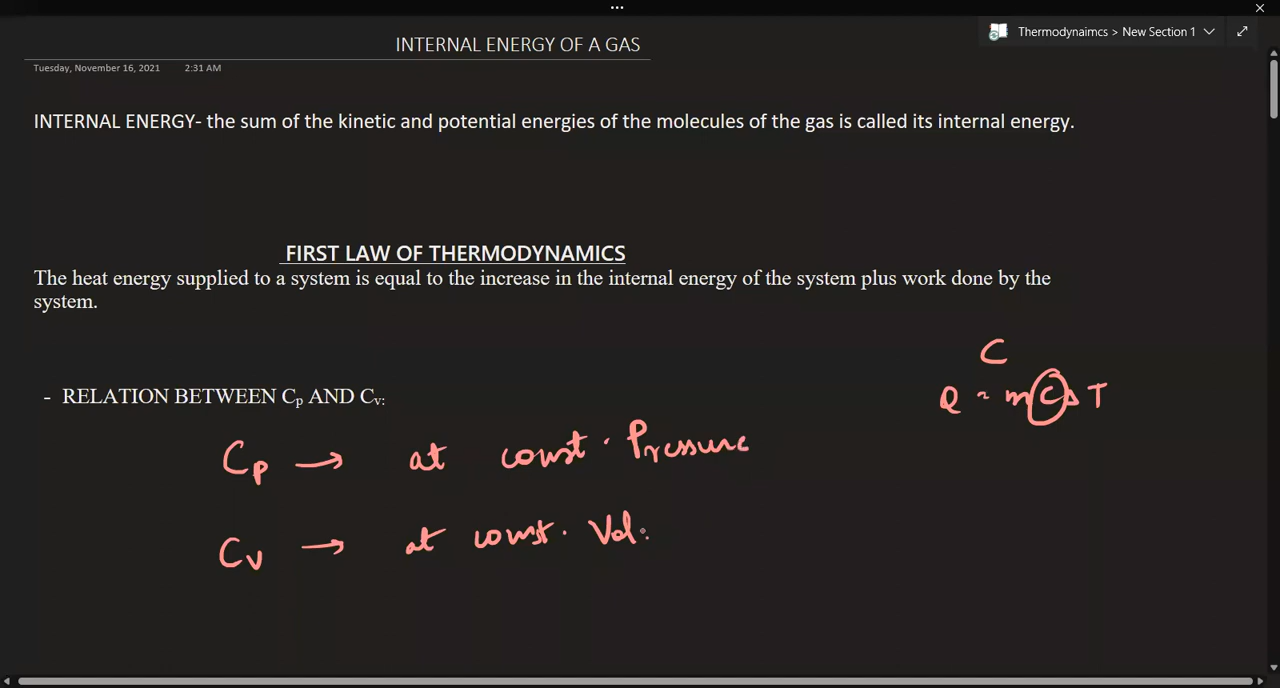 Thermodynaimcs > New Section 1
INTERNAL ENERGY OF A GAS
Tuesday, November 16, 2021 2:31 AM
INTERNAL ENERGY- the sum of the kinetic and potential energies of the molecules of the gas is called its internal energy.
FIRST LAW OF THERMODYNAMICS
The heat energy supplied to a system is equal to the increase in the internal energy of the system plus work done by the
system.
C
Q = mCΔT
- RELATION BETWEEN Cp AND Cv:
Cp → at const. Pressure
Cv → at const. Vol.